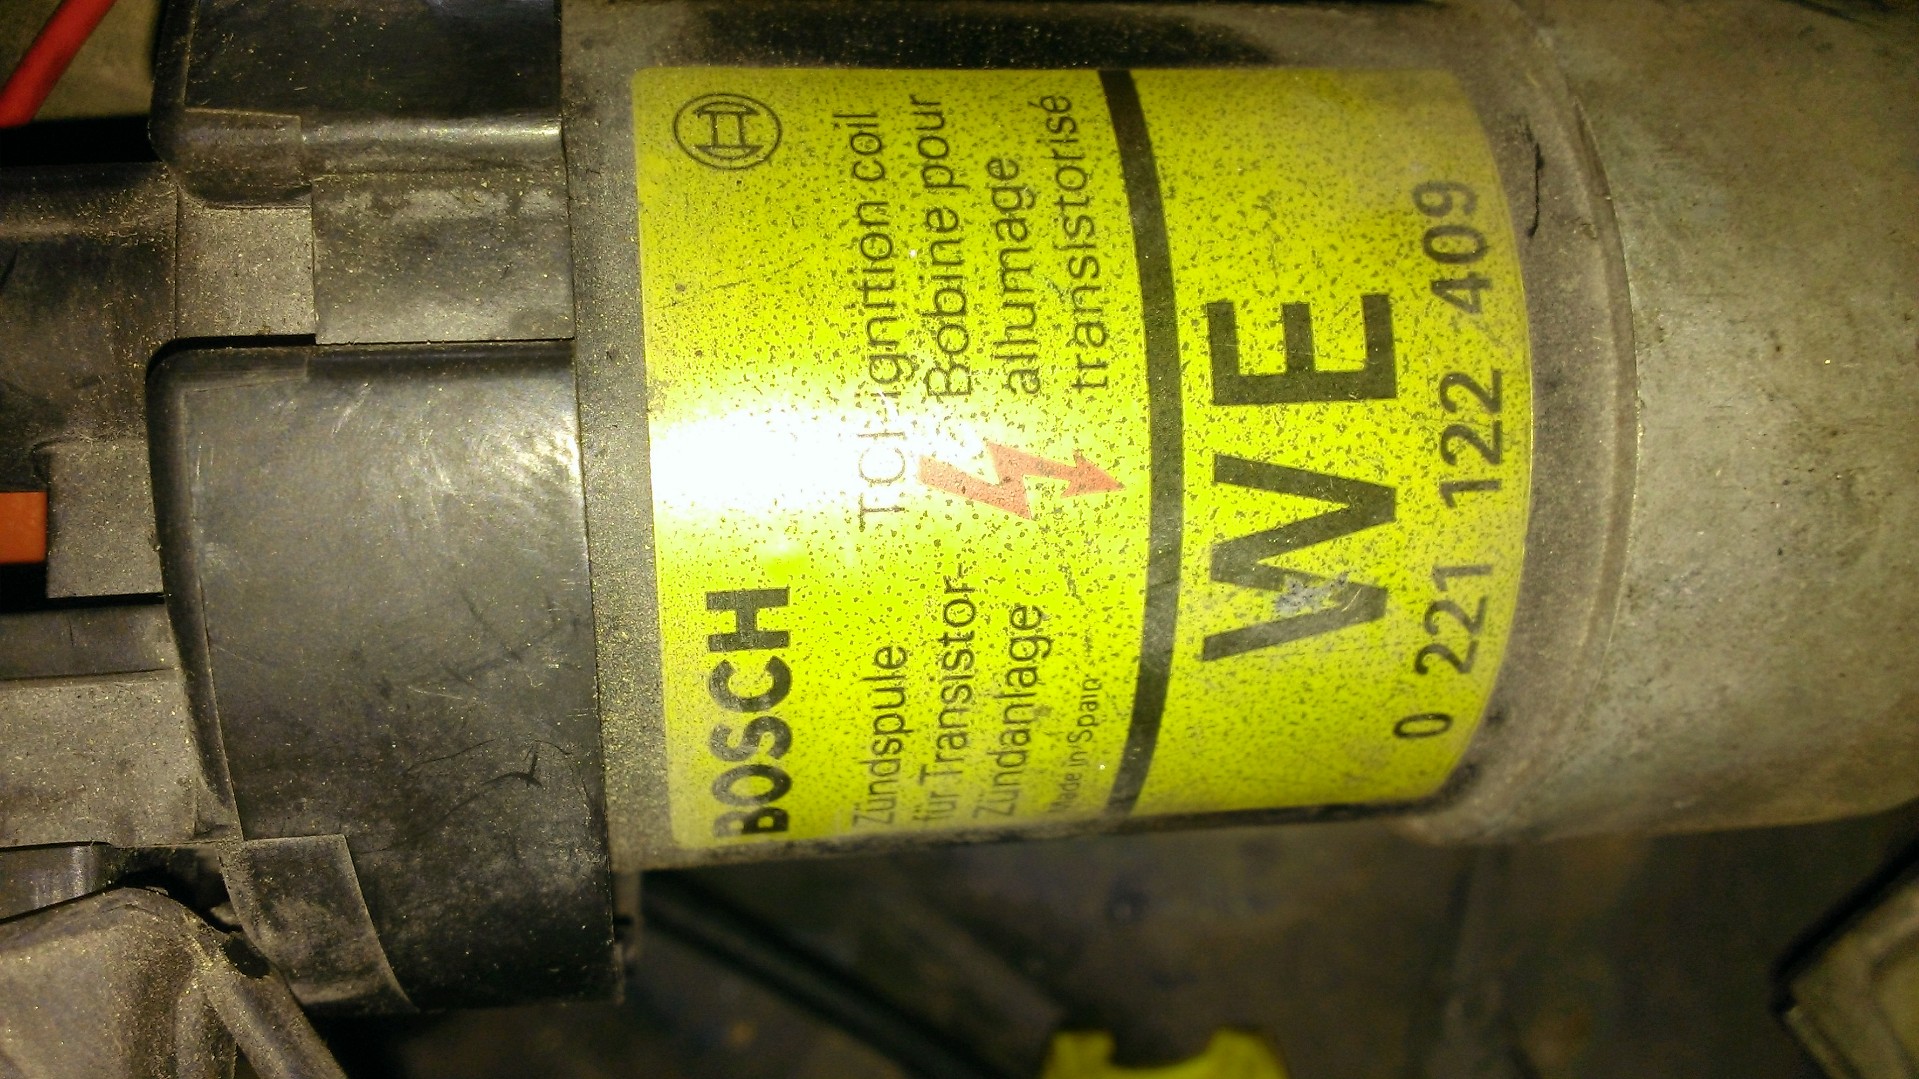 BOSCH
Zündspule
für Transistor-
Zündanlage
Made in Spain
TCI-ignition coil
Bobine pour
allumage
transistorisé
WE
0 221 122 409